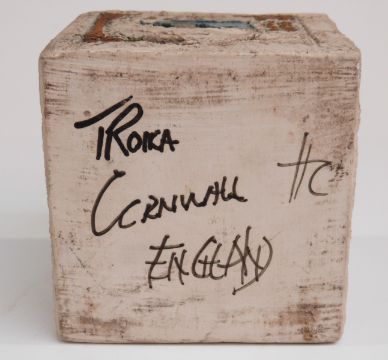 TROIKA
CORNWALL HC
ENGLAND